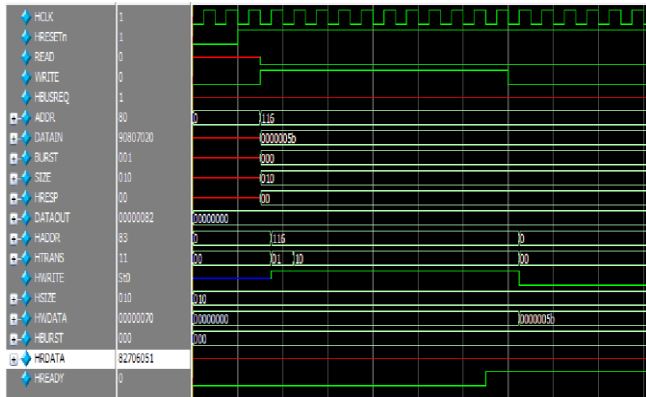 HCLK 1
HRESETn 1
READ 0
WRITE 0
HBUSREQ 1
ADDR 80 0 116
DATAIN 90807020 0000005b
BURST 001 000
SIZE 010 010
HRESP 00 00
DATAOUT 00000082 00000000
HADDR 83 0 116 0
HTRANS 11 00 01 10 00
HWRITE St0
HSIZE 010 010
HWDATA 00000070 00000000 0000005b
HBURST 000 000
HRDATA 82706051
HREADY 0